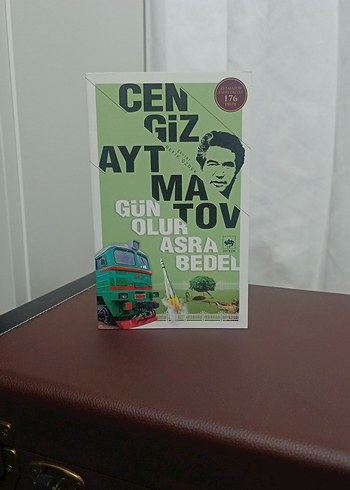 CEN
GİZ
AYT
MA
TOV
GÜN
OLUR
ASRA
BEDEL
176